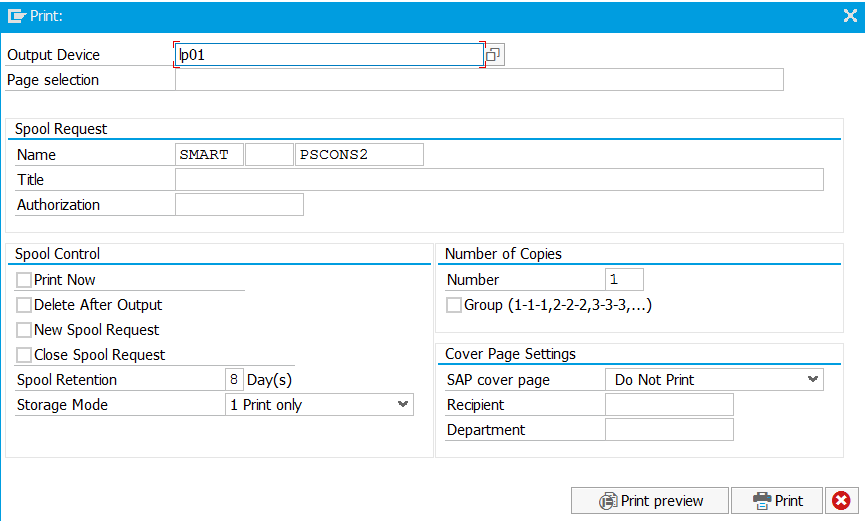 Print:
Output Device lp01
Page selection
Spool Request
Name SMART PSCONS2
Title
Authorization
Spool Control
Print Now
Delete After Output
New Spool Request
Close Spool Request
Spool Retention 8 Day(s)
Storage Mode 1 Print only
Number of Copies
Number 1
Group (1-1-1,2-2-2,3-3-3,...)
Cover Page Settings
SAP cover page Do Not Print
Recipient
Department
Print preview Print